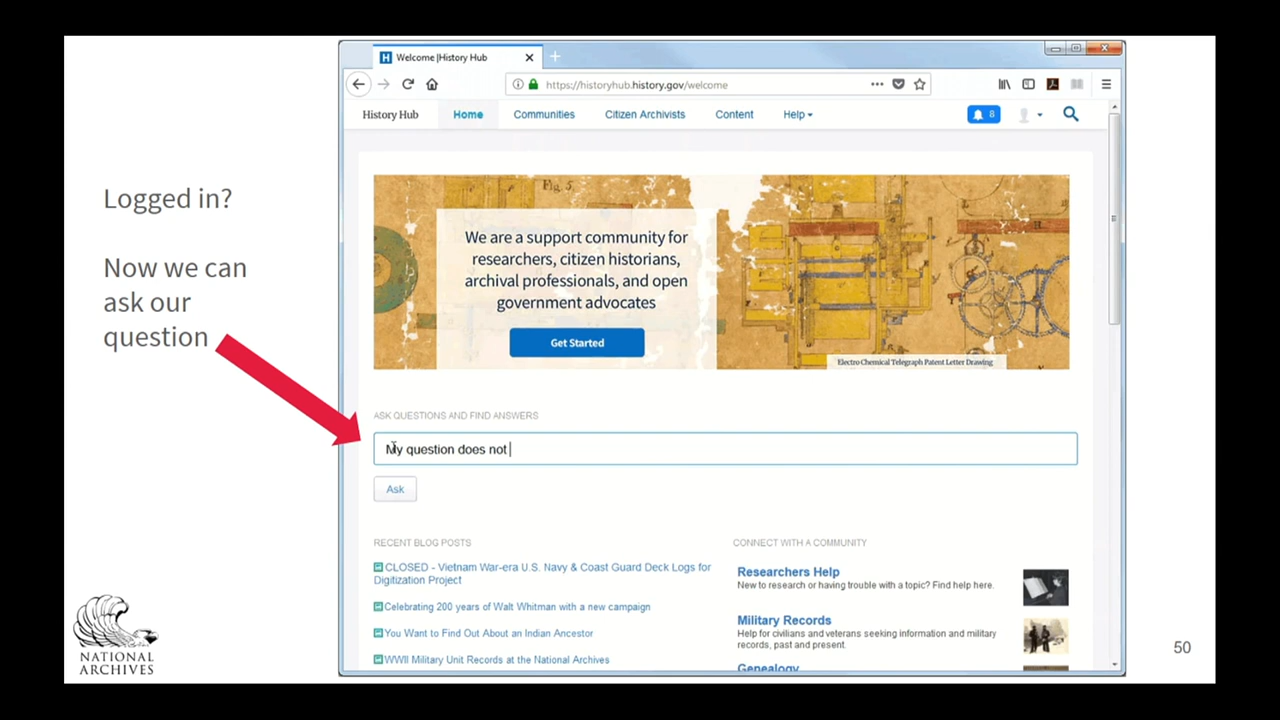 Welcome |History Hub
https://historyhub.history.gov/welcome
History Hub
Home
Communities
Citizen Archivists
Content
Help
8
Logged in?
Now we can
ask our
question
Fig. 5.
We are a support community for
researchers, citizen historians,
archival professionals, and open
government advocates
Get Started
Electro Chemical Telegraph Patent Letter Drawing
ASK QUESTIONS AND FIND ANSWERS
My question does not
Ask
RECENT BLOG POSTS
CLOSED - Vietnam War-era U.S. Navy & Coast Guard Deck Logs for
Digitization Project
Celebrating 200 years of Walt Whitman with a new campaign
You Want to Find Out About an Indian Ancestor
WWII Military Unit Records at the National Archives
CONNECT WITH A COMMUNITY
Researchers Help
New to research or having trouble with a topic? Find help here.
Military Records
Help for civilians and veterans seeking information and military
records, past and present.
Genealogy
NATIONAL
ARCHIVES
50